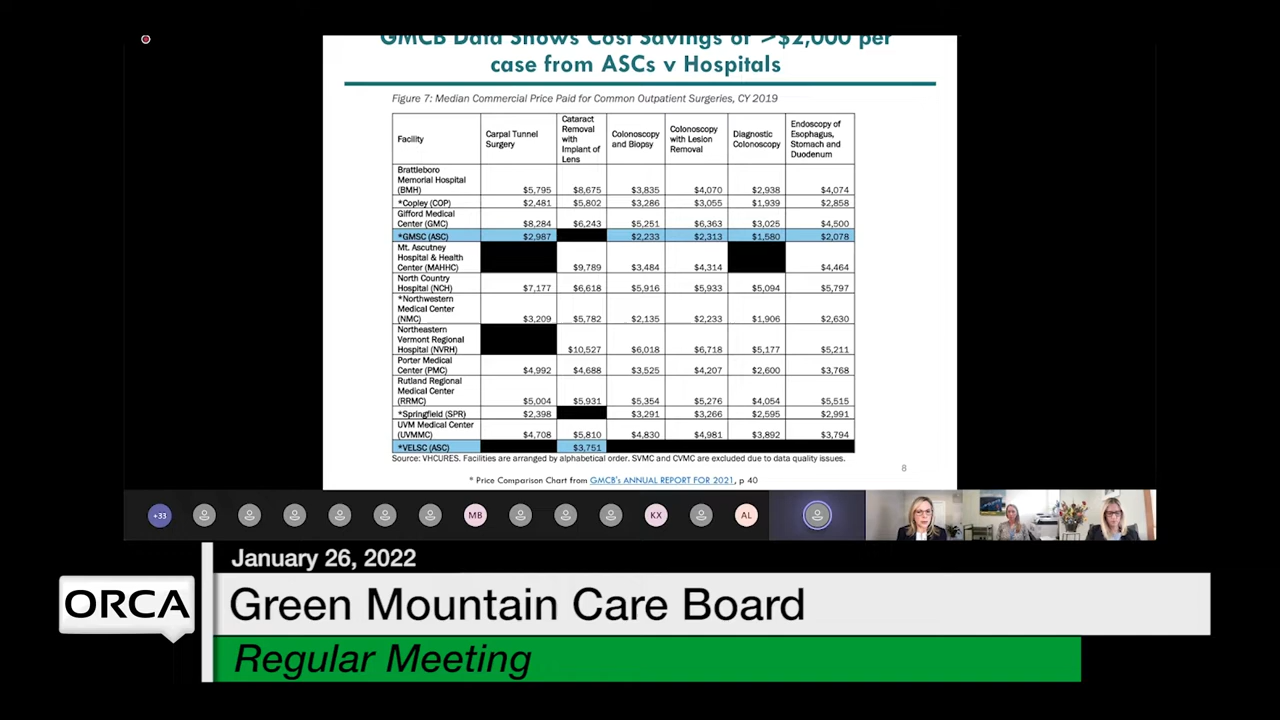 GMCB Data Shows Cost Savings of >$2,000 per
case from ASCs v Hospitals
Figure 7: Median Commercial Price Paid for Common Outpatient Surgeries, CY 2019
Facility
Carpal Tunnel
Surgery
Cataract
Removal
with
Implant of
Lens
Colonoscopy
and Biopsy
Colonoscopy
with Lesion
Removal
Diagnostic
Colonoscopy
Endoscopy of
Esophagus,
Stomach and
Duodenum
Brattleboro
Memorial Hospital
(BMH) $5,795 $8,675 $3,835 $4,070 $2,938 $4,074
*Copley (COP) $2,481 $5,802 $3,286 $3,055 $1,939 $2,858
Gifford Medical
Center (GMC) $8,284 $6,243 $5,251 $6,363 $3,025 $4,500
*GMSC (ASC) $2,987 $2,233 $2,313 $1,580 $2,078
Mt. Ascutney
Hospital & Health
Center (MAHHC) $9,789 $3,484 $4,314 $4,464
North Country
Hospital (NCH) $7,177 $6,618 $5,916 $5,933 $5,094 $5,797
*Northwestern
Medical Center
(NMC) $3,209 $5,782 $2,135 $2,233 $1,906 $2,630
Northeastern
Vermont Regional
Hospital (NVRH) $10,527 $6,018 $6,718 $5,177 $5,211
Porter Medical
Center (PMC) $4,992 $4,688 $3,525 $4,207 $2,600 $3,768
Rutland Regional
Medical Center
(RRMC) $5,004 $5,931 $5,354 $5,276 $4,054 $5,515
*Springfield (SPR) $2,398 $3,291 $3,266 $2,595 $2,991
UVM Medical Center
(UVMMC) $4,708 $5,810 $4,830 $4,981 $3,892 $3,794
*VELSC (ASC) $3,751
Source: VHCURES. Facilities are arranged by alphabetical order. SVMC and CVMC are excluded due to data quality issues.
8
* Price Comparison Chart from GMCB's ANNUAL REPORT FOR 2021, p 40
+33 MB KX AL
January 26, 2022
ORCA
Green Mountain Care Board
Regular Meeting